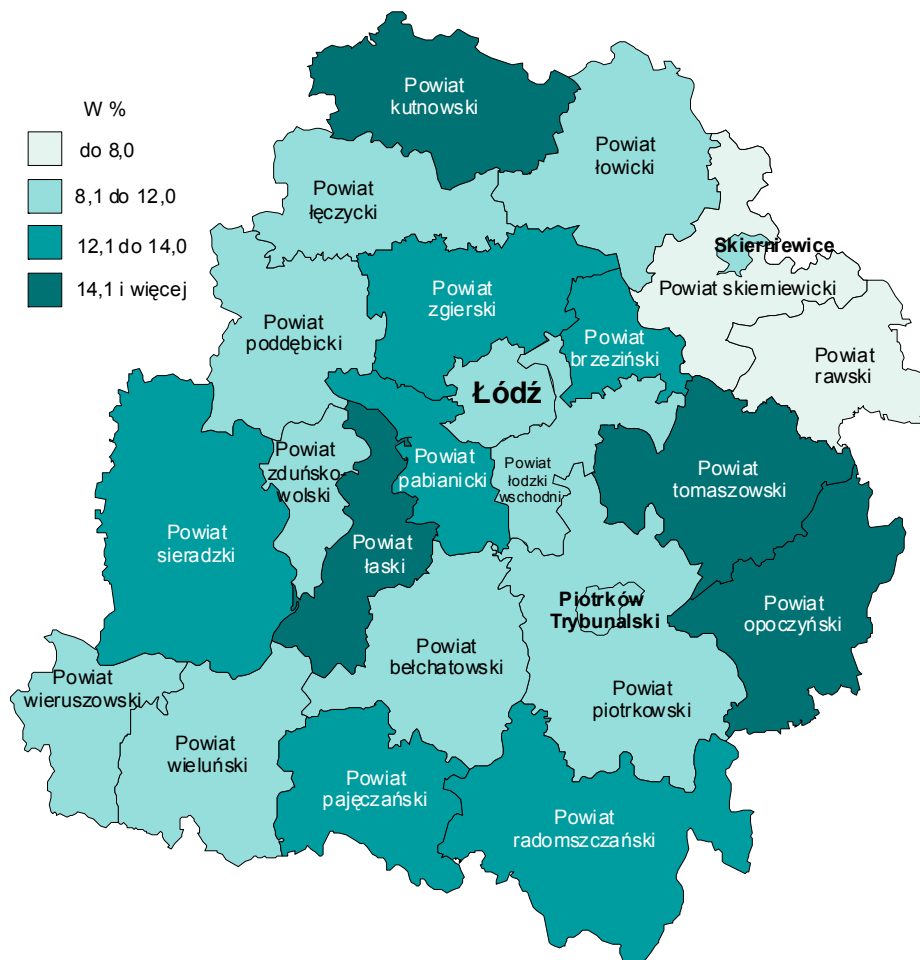 W %
do 8,0
8,1 do 12,0
12,1 do 14,0
14,1 i więcej
Powiat
kutnowski
Powiat
łowicki
Powiat
łęczycki
Skierniewice
Powiat skierniewicki
Powiat
zgierski
Powiat
poddębicki
Powiat
brzeziński
Powiat
rawski
Łódź
Powiat
zduńsko-
wolski
Powiat
pabianicki
Powiat
łodzki
wschodni
Powiat
tomaszowski
Powiat
sieradzki
Powiat
łaski
Piotrków
Trybunalski
Powiat
opoczyński
Powiat
bełchatowski
Powiat
wieruszowski
Powiat
piotrkowski
Powiat
wieluński
Powiat
pajęczański
Powiat
radomszczański